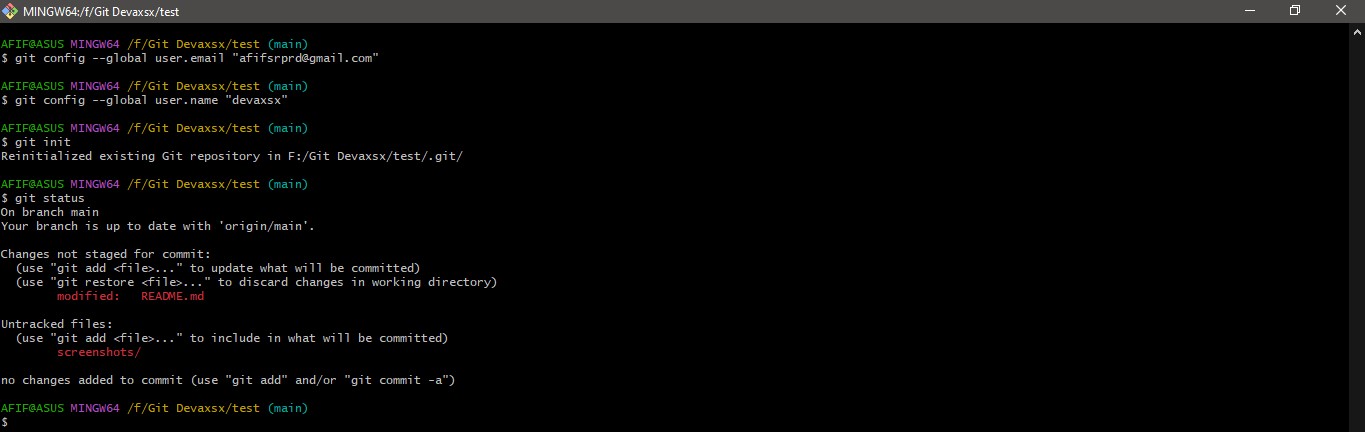 MINGW64:/f/Git Devaxsx/test
AFIF@ASUS MINGW64 /f/Git Devaxsx/test (main)
$ git config --global user.email "afifsrprd@gmail.com"
AFIF@ASUS MINGW64 /f/Git Devaxsx/test (main)
$ git config --global user.name "devaxsx"
AFIF@ASUS MINGW64 /f/Git Devaxsx/test (main)
$ git init
Reinitialized existing Git repository in F:/Git Devaxsx/test/.git/
AFIF@ASUS MINGW64 /f/Git Devaxsx/test (main)
$ git status
On branch main
Your branch is up to date with 'origin/main'.
Changes not staged for commit:
  (use "git add <file>..." to update what will be committed)
  (use "git restore <file>..." to discard changes in working directory)
        modified:   README.md
Untracked files:
  (use "git add <file>..." to include in what will be committed)
        screenshots/
no changes added to commit (use "git add" and/or "git commit -a")
AFIF@ASUS MINGW64 /f/Git Devaxsx/test (main)
$